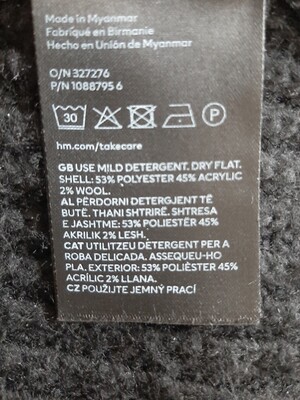 Made in Myanmar
Fabriqué en Birmanie
Hecho en Unión de Myanmar
O/N 327276
P/N 1088795 6
30
P
hm.com/takecare
GB USE MILD DETERGENT. DRY FLAT.
SHELL: 53% POLYESTER 45% ACRYLIC
2% WOOL.
AL PËRDORNI DETERGJENT TË
BUTË. THANI SHTRIRË. SHTRESA
E JASHTME: 53% POLIESTËR 45%
AKRILIK 2% LESH.
CAT UTILITZEU DETERGENT PER A
ROBA DELICADA. ASSEQUEU-HO
PLA. EXTERIOR: 53% POLIÈSTER 45%
ACRÍLIC 2% LLANA.
CZ POUŽIJTE JEMNÝ PRACÍ